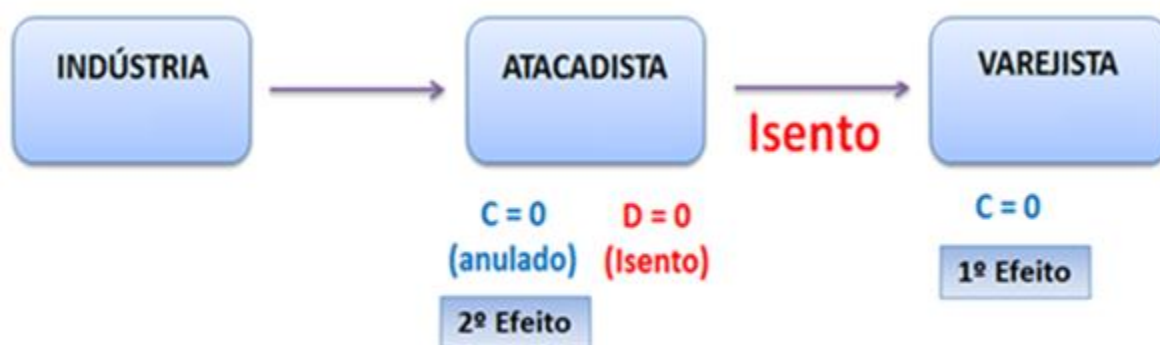 INDÚSTRIA
ATACADISTA
VAREJISTA
Isento
C = 0
(anulado)
D = 0
(Isento)
C = 0
2º Efeito
1º Efeito